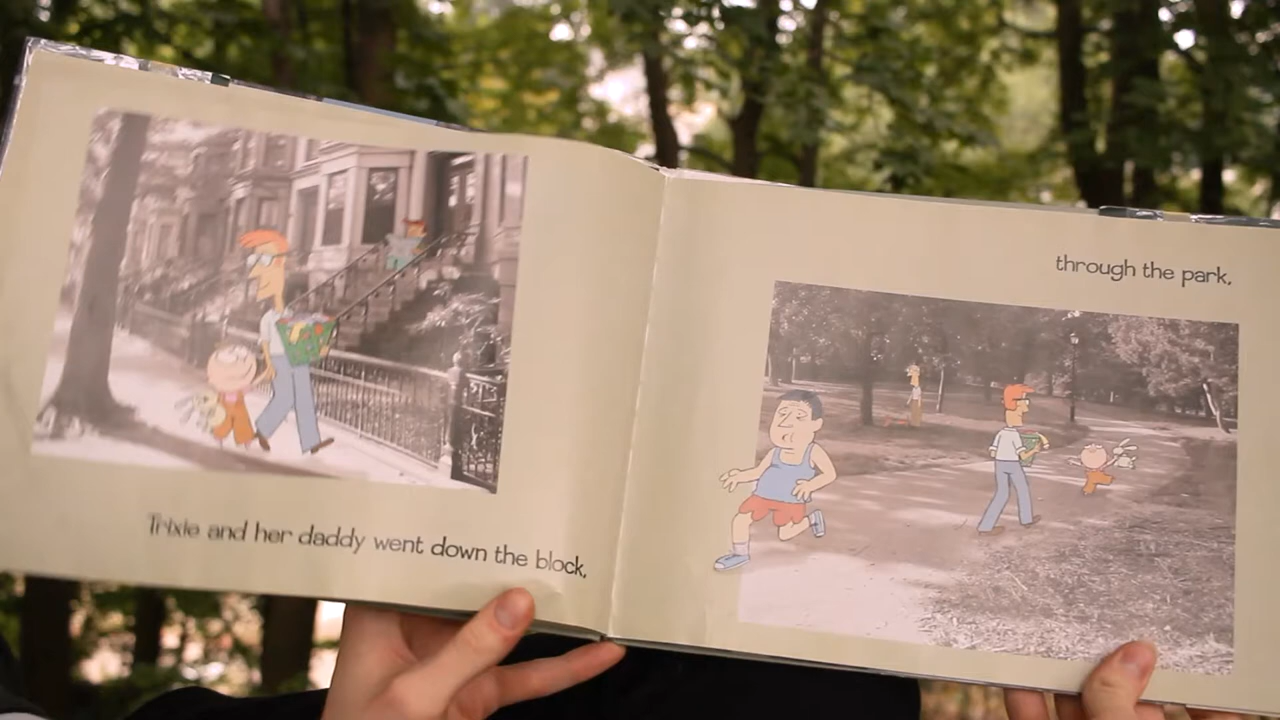 Trixie and her daddy went down the block,
through the park,